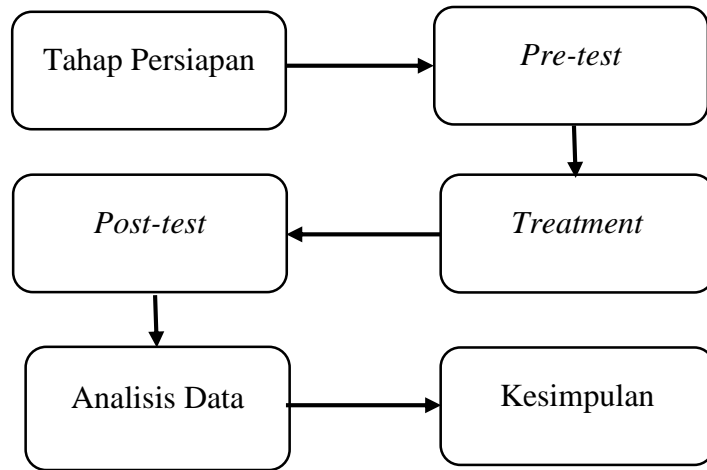 Tahap Persiapan
Pre-test
Treatment
Post-test
Analisis Data
Kesimpulan